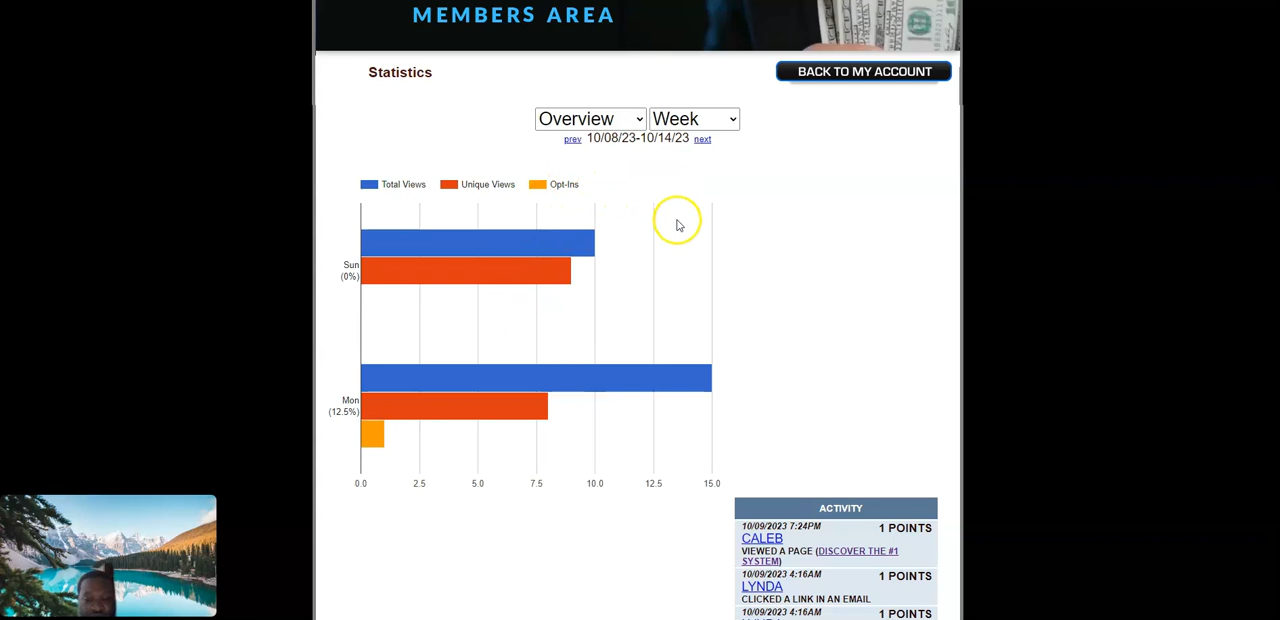 MEMBERS AREA
Statistics
BACK TO MY ACCOUNT
Overview Week
prev 10/08/23-10/14/23 next
Total Views Unique Views Opt-Ins
Sun
(0%)
Mon
(12.5%)
0.0 2.5 5.0 7.5 10.0 12.5 15.0
ACTIVITY
10/09/2023 7:24PM 1 POINTS
CALEB
VIEWED A PAGE (DISCOVER THE #1
SYSTEM)
10/09/2023 4:16AM 1 POINTS
LYNDA
CLICKED A LINK IN AN EMAIL
10/09/2023 4:16AM 1 POINTS